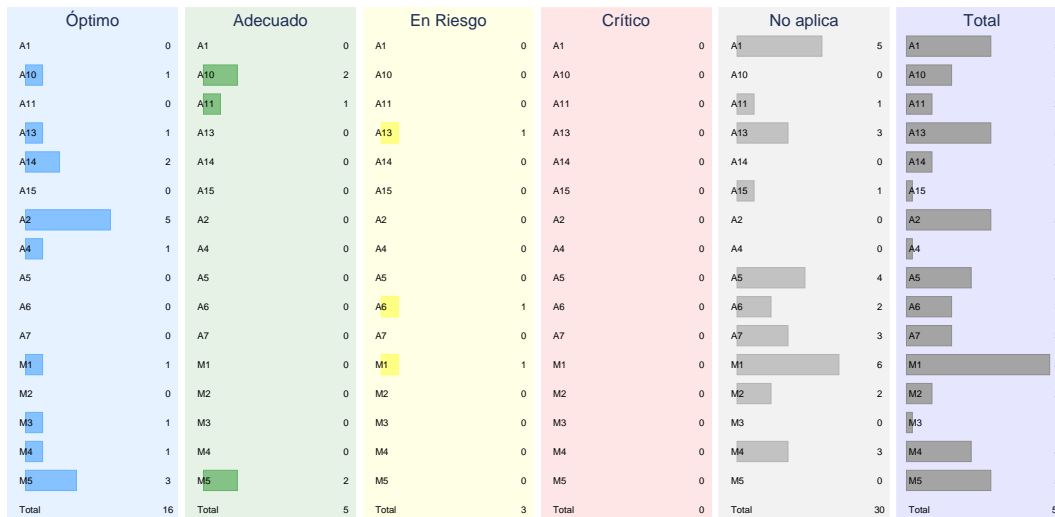 Óptimo
A1 0
A10 1
A11 0
A13 1
A14 2
A15 0
A2 5
A4 1
A5 0
A6 0
A7 0
M1 1
M2 0
M3 1
M4 1
M5 3
Total 16
Adecuado
A1 0
A10 2
A11 1
A13 0
A14 0
A15 0
A2 0
A4 0
A5 0
A6 0
A7 0
M1 0
M2 0
M3 0
M4 0
M5 2
Total 5
En Riesgo
A1 0
A10 0
A11 0
A13 1
A14 0
A15 0
A2 0
A4 0
A5 0
A6 1
A7 0
M1 1
M2 0
M3 0
M4 0
M5 0
Total 3
Crítico
A1 0
A10 0
A11 0
A13 0
A14 0
A15 0
A2 0
A4 0
A5 0
A6 0
A7 0
M1 0
M2 0
M3 0
M4 0
M5 0
Total 0
No aplica
A1 5
A10 0
A11 1
A13 3
A14 0
A15 1
A2 0
A4 0
A5 4
A6 2
A7 3
M1 6
M2 2
M3 0
M4 3
M5 0
Total 30
Total
A1
A10
A11
A13
A14
A15
A2
A4
A5
A6
A7
M1
M2
M3
M4
M5
Total